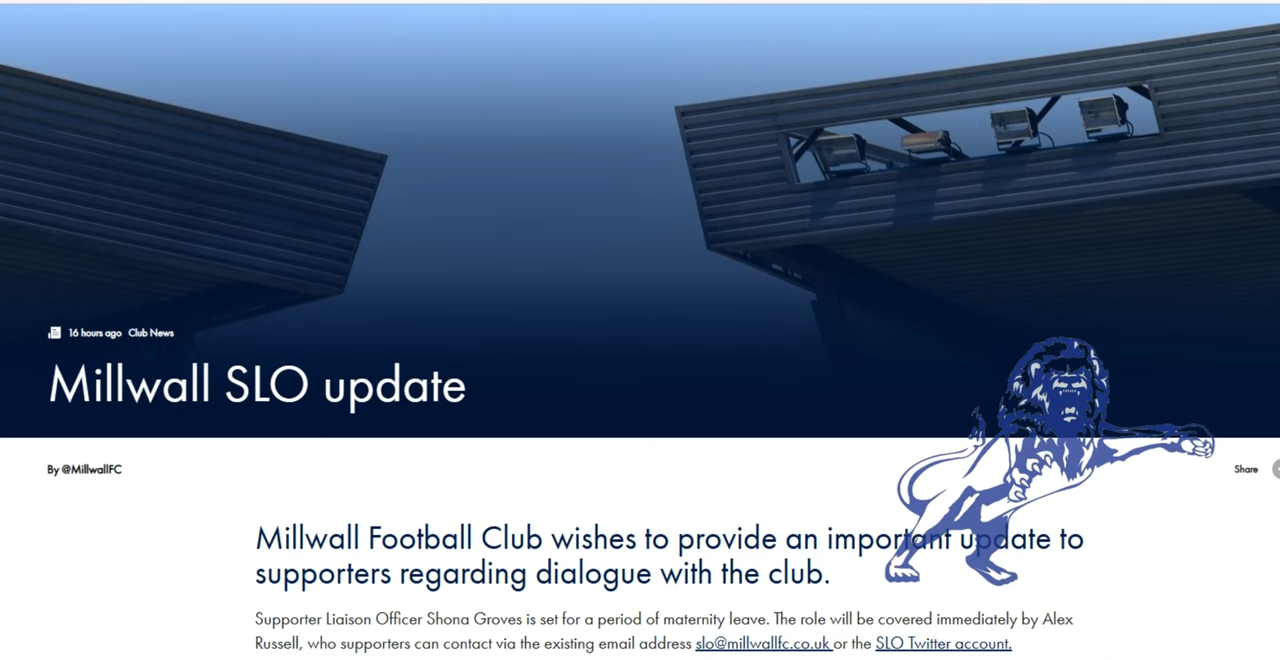 16 hours ago Club News
Millwall SLO update
By @MillwallFC
Share
Millwall Football Club wishes to provide an important update to
supporters regarding dialogue with the club.
Supporter Liaison Officer Shona Groves is set for a period of maternity leave. The role will be covered immediately by Alex
Russell, who supporters can contact via the existing email address slo@millwallfc.co.uk or the SLO Twitter account.